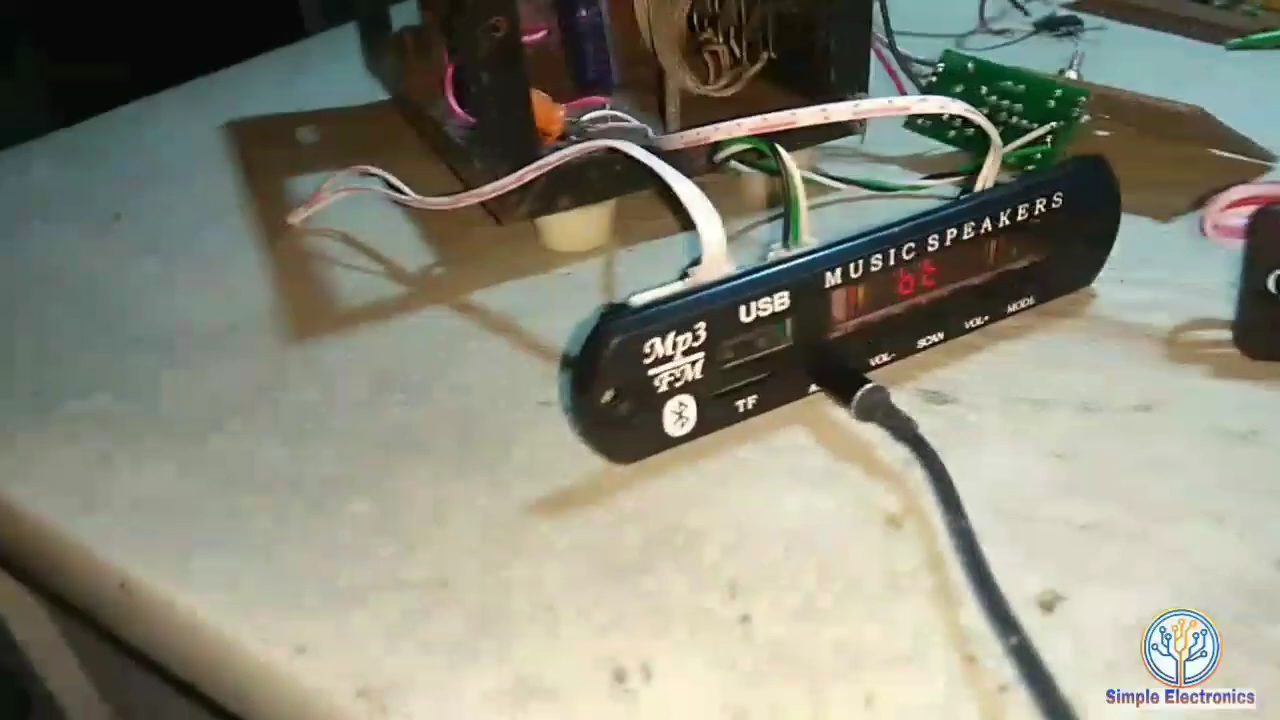 MUSIC SPEAKERS
USB
bt
Mp3
FM
VOL-
SCAN
VOL+
MODE
TF
Simple Electronics